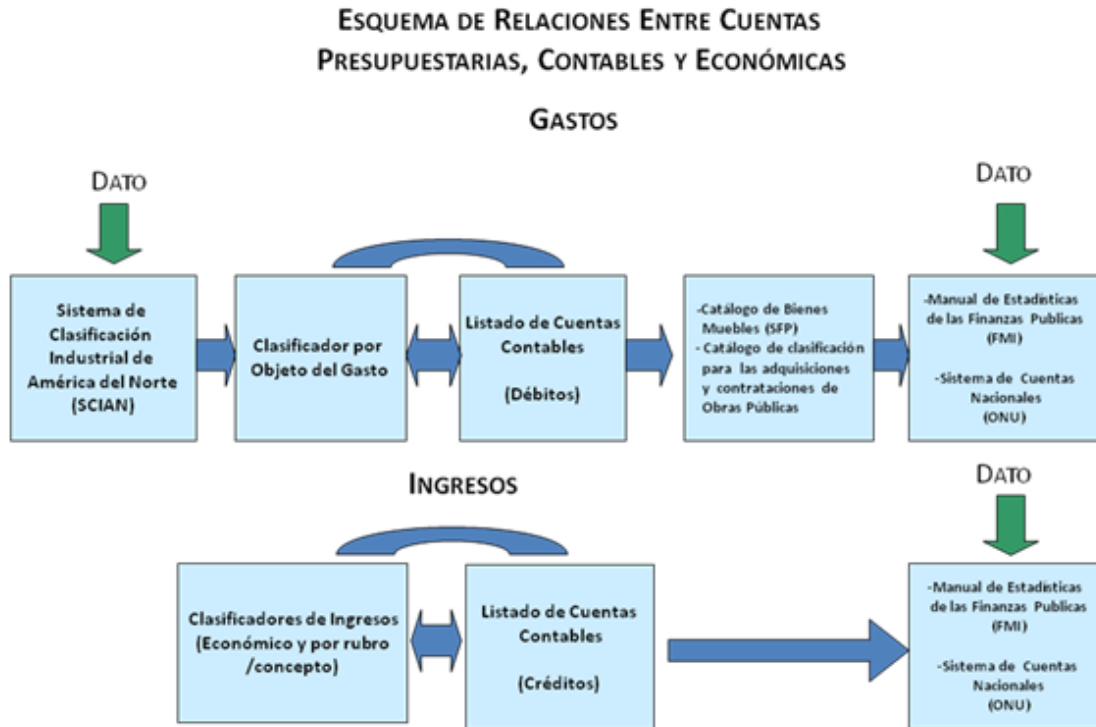 ESQUEMA DE RELACIONES ENTRE CUENTAS
PRESUPUESTARIAS, CONTABLES Y ECONÓMICAS
GASTOS
DATO
DATO
Sistema de
Clasificación
Industrial de
América del Norte
(SCIAN)
Clasificador por
Objeto del Gasto
Listado de Cuentas
Contables
(Débitos)
-Catálogo de Bienes
Muebles (SFP)
- Catálogo de clasificación
para las adquisiciones
y contrataciones de
Obras Públicas
-Manual de Estadísticas
de las Finanzas Publicas
(FMI)
-Sistema de Cuentas
Nacionales
(ONU)
INGRESOS
DATO
Clasificadores de Ingresos
(Económico y por rubro
/concepto)
Listado de Cuentas
Contables
(Créditos)
-Manual de Estadísticas
de las Finanzas Publicas
(FMI)
-Sistema de Cuentas
Nacionales
(ONU)